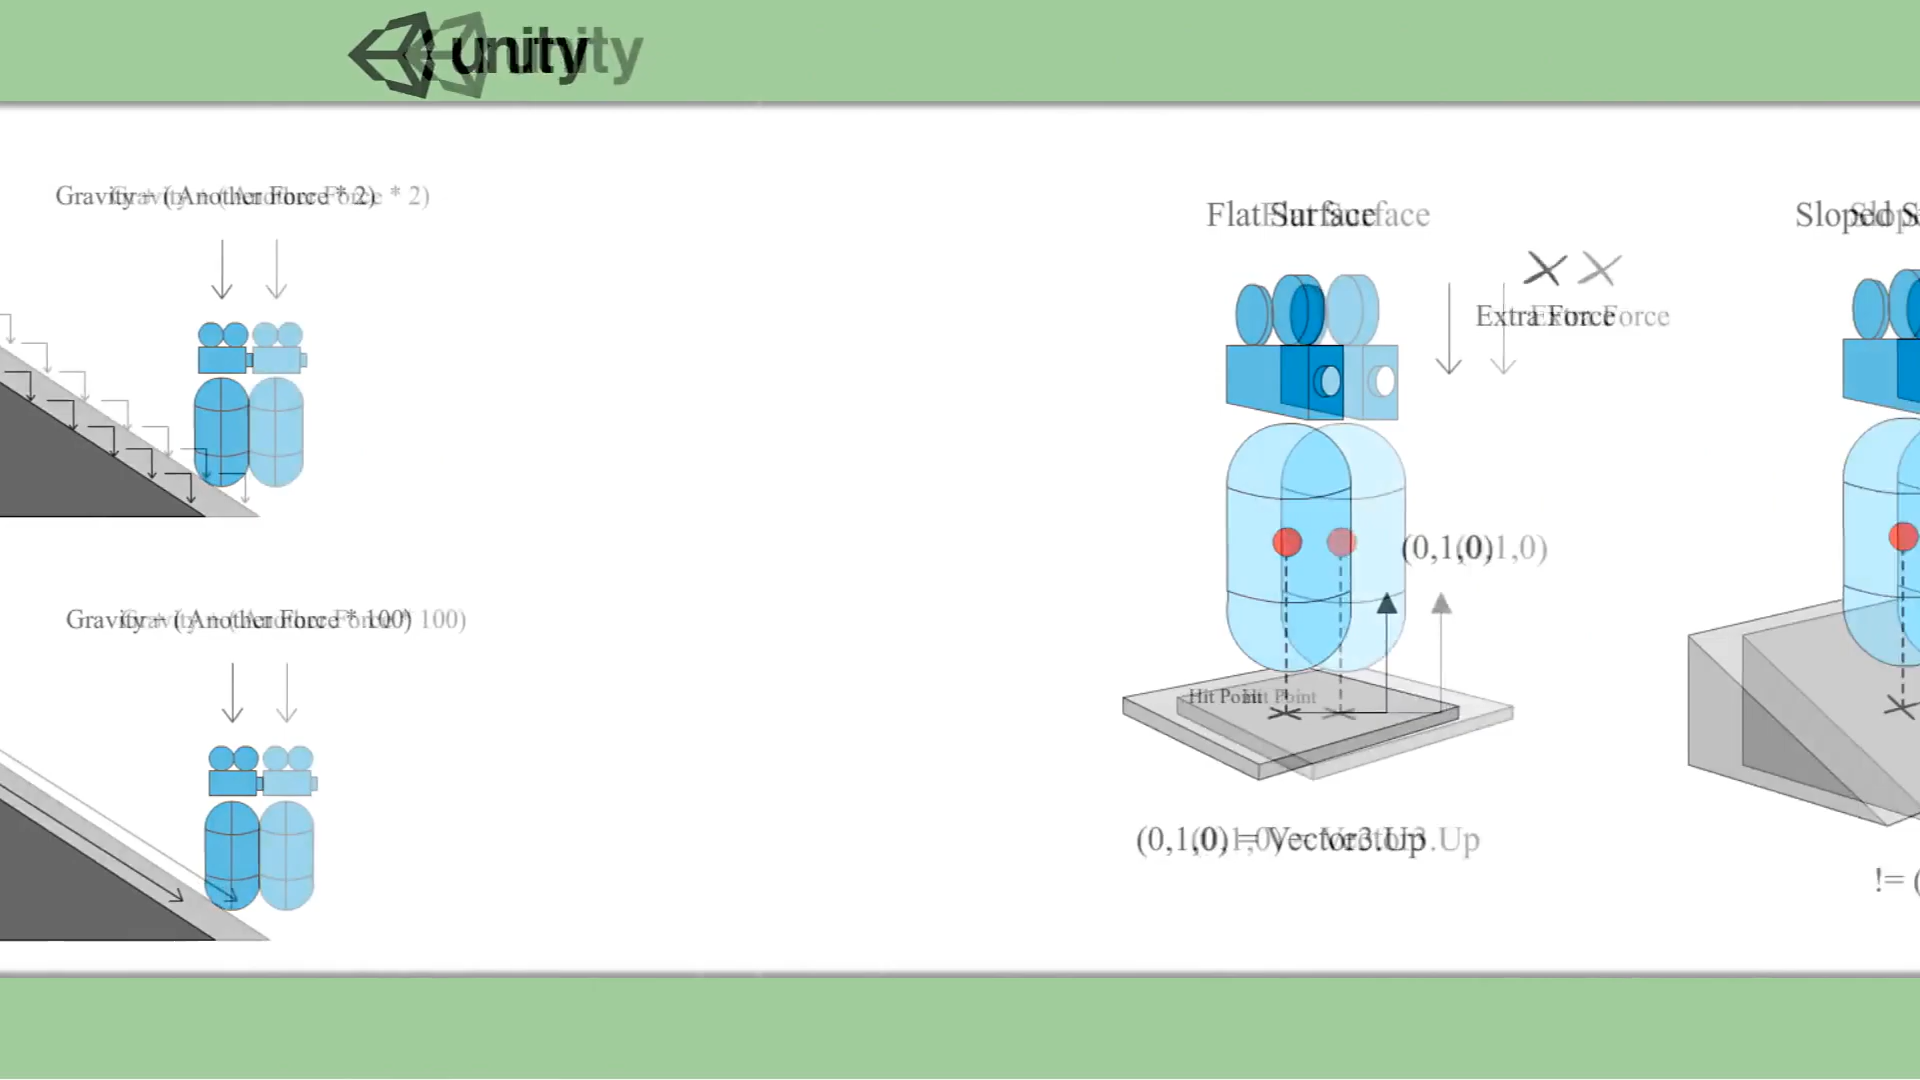 unity
Gravity - ( Another Force * 2)
Flat Surface
Sloped
Extra Force
(0,1,0)
Gravity - ( Another Force * 100)
Hit Point
(0,1,0) = Vector3.Up
!= (